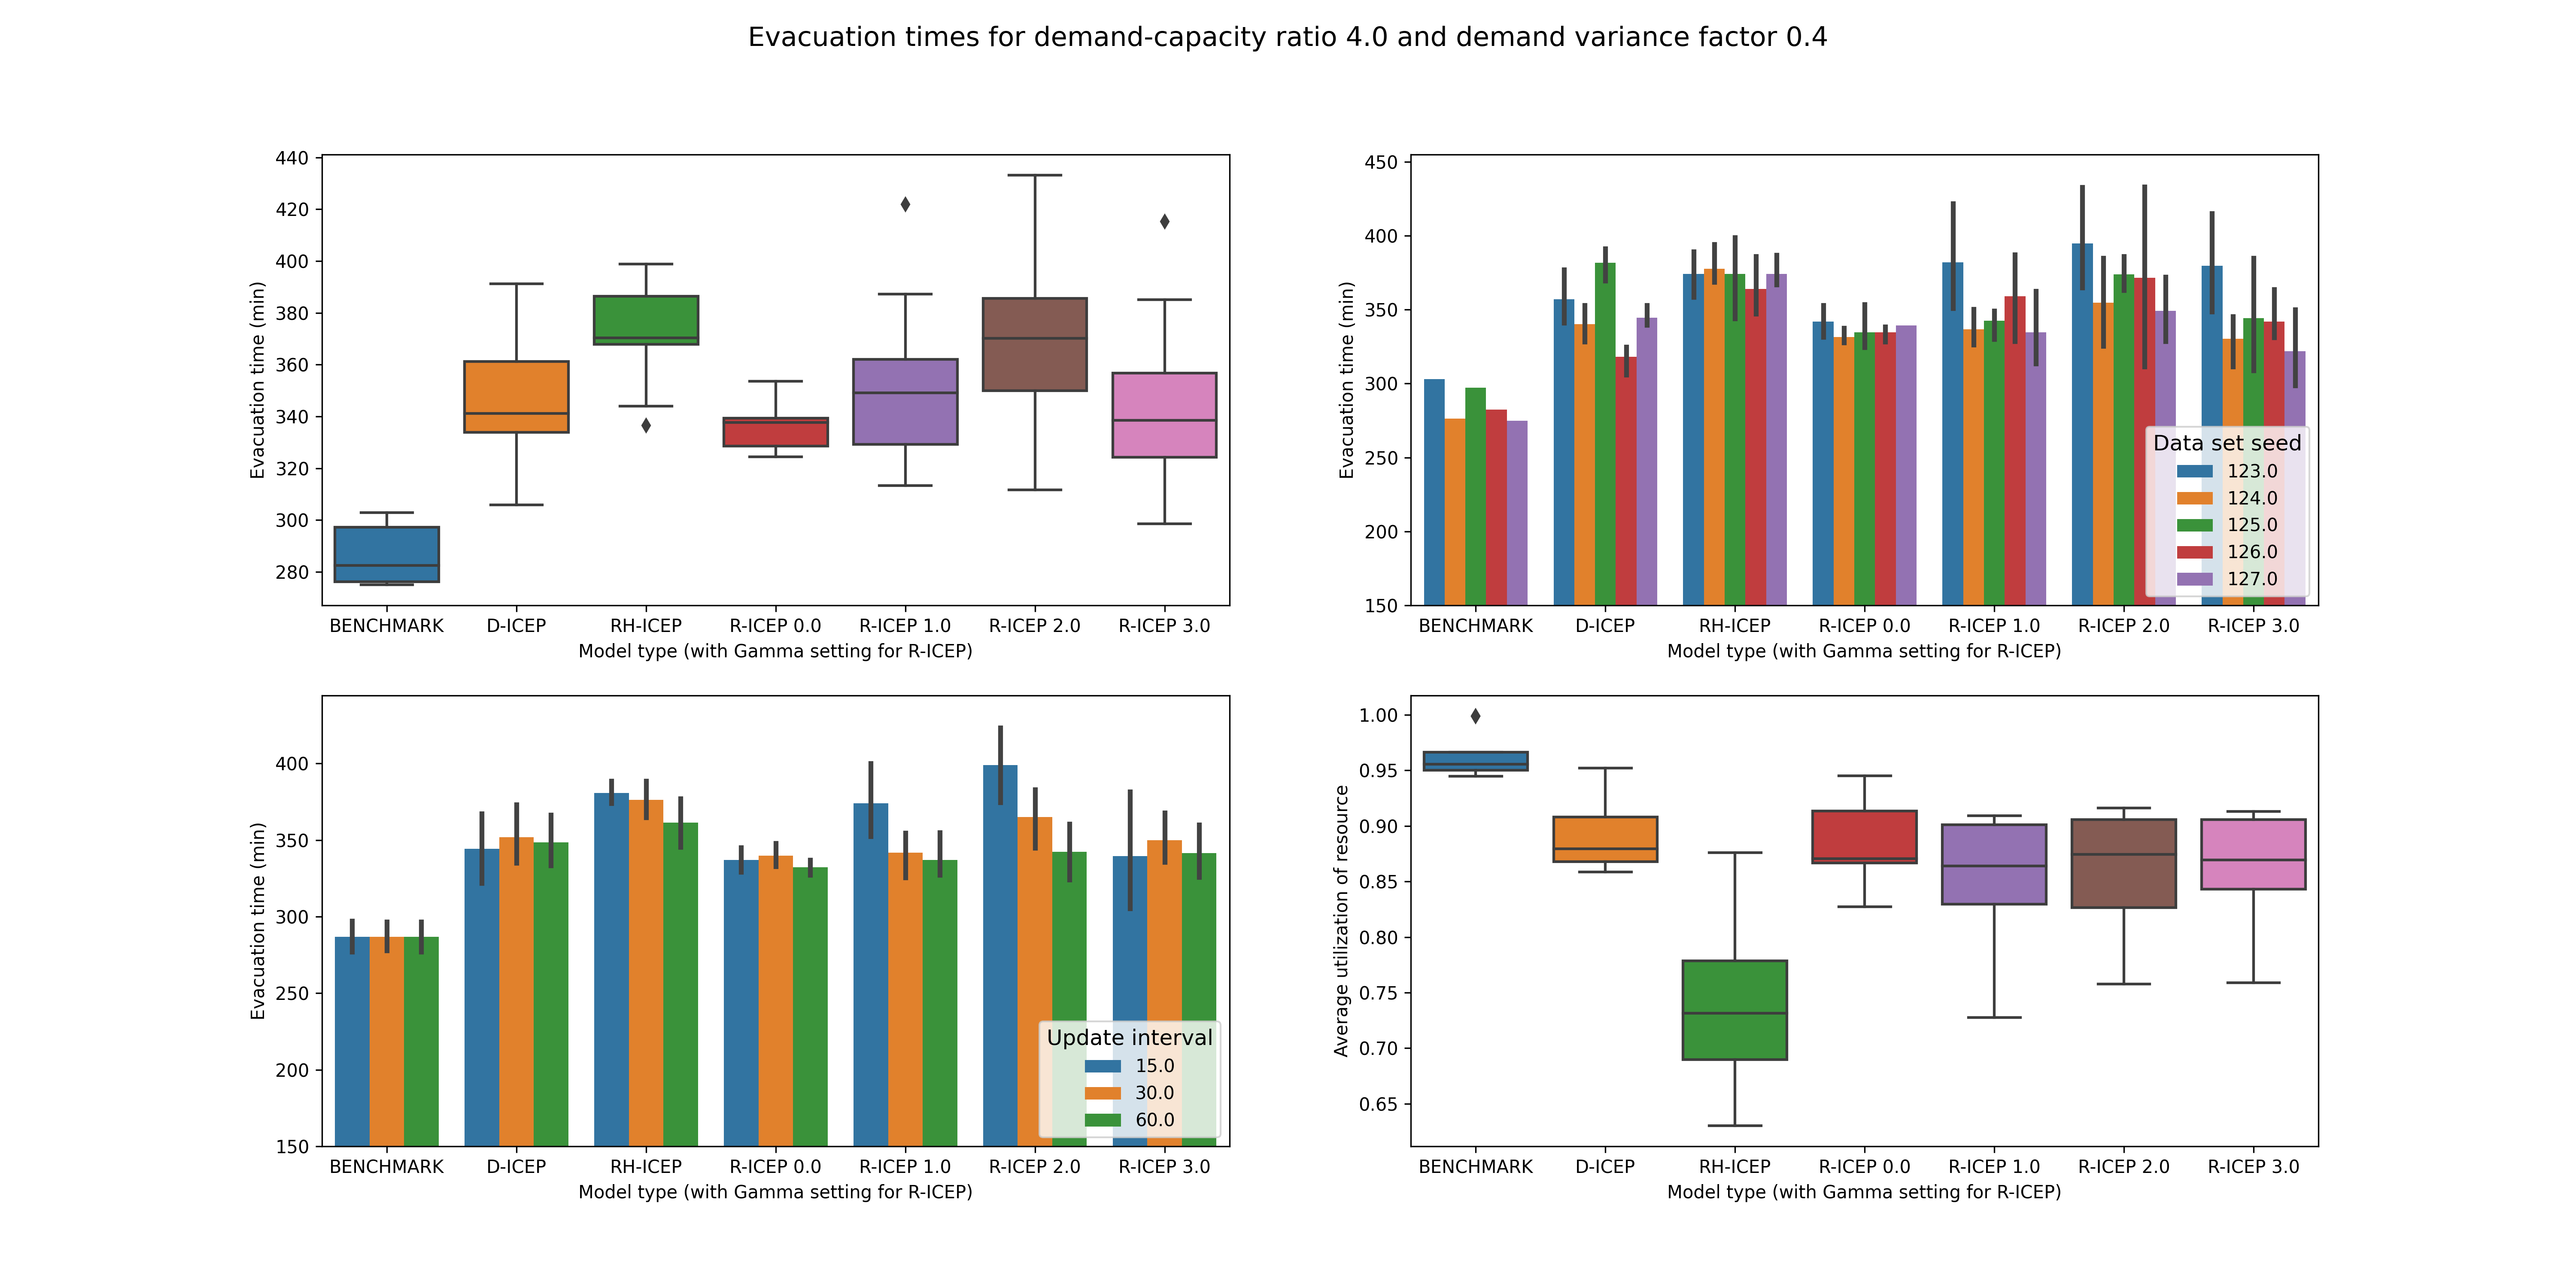 Evacuation times for demand-capacity ratio 4.0 and demand variance factor 0.4
440
420
400
380
360
340
320
300
280
Evacuation time (min)
BENCHMARK D-ICEP RH-ICEP R-ICEP 0.0 R-ICEP 1.0 R-ICEP 2.0 R-ICEP 3.0
Model type (with Gamma setting for R-ICEP)
450
400
350
300
250
200
150
Evacuation time (min)
Data set seed
123.0
124.0
125.0
126.0
127.0
BENCHMARK D-ICEP RH-ICEP R-ICEP 0.0 R-ICEP 1.0 R-ICEP 2.0 R-ICEP 3.0
Model type (with Gamma setting for R-ICEP)
400
350
300
250
200
150
Evacuation time (min)
Update interval
15.0
30.0
60.0
BENCHMARK D-ICEP RH-ICEP R-ICEP 0.0 R-ICEP 1.0 R-ICEP 2.0 R-ICEP 3.0
Model type (with Gamma setting for R-ICEP)
1.00
0.95
0.90
0.85
0.80
0.75
0.70
0.65
Average utilization of resource
BENCHMARK D-ICEP RH-ICEP R-ICEP 0.0 R-ICEP 1.0 R-ICEP 2.0 R-ICEP 3.0
Model type (with Gamma setting for R-ICEP)